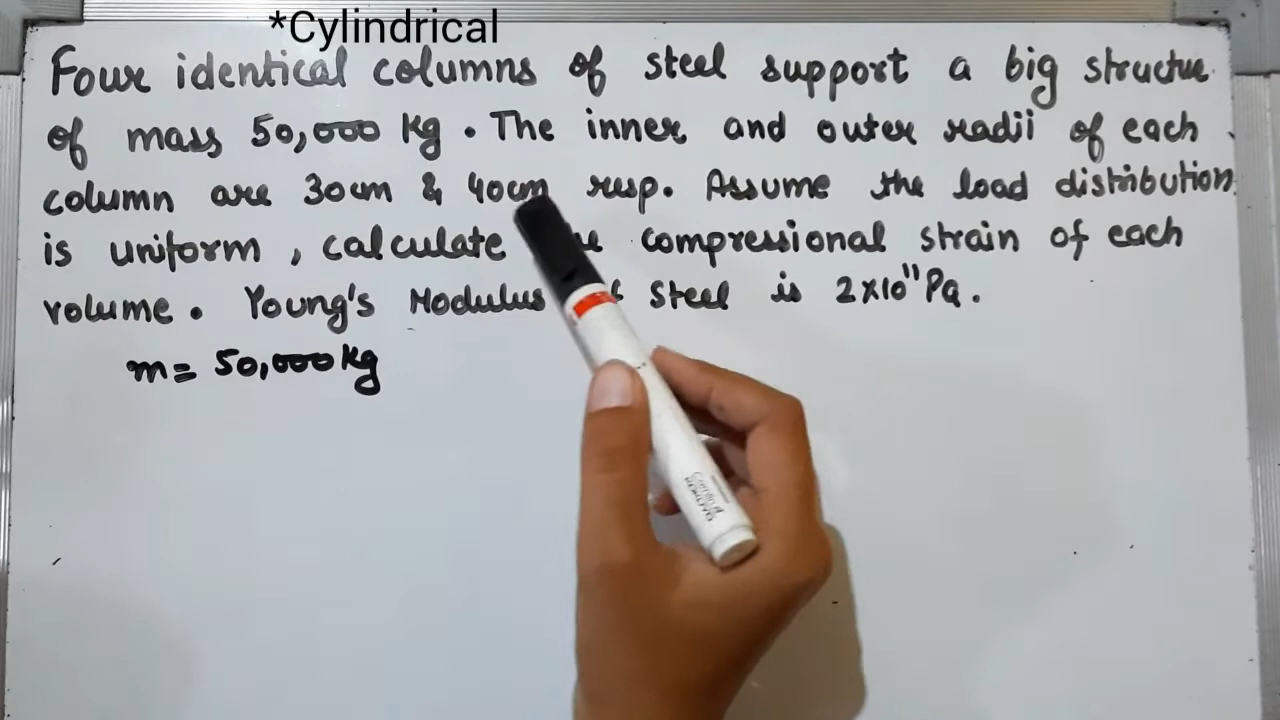 *Cylindrical
Four identical columns of steel support a big structure
of mass 50,000 Kg. The inner and outer radii of each
column are 30cm & 40cm resp. Assume the load distribution
is uniform, calculate compressional strain of each
volume. Young's Modulus steel is 2x10¹¹ Pa.
m = 50,000 Kg